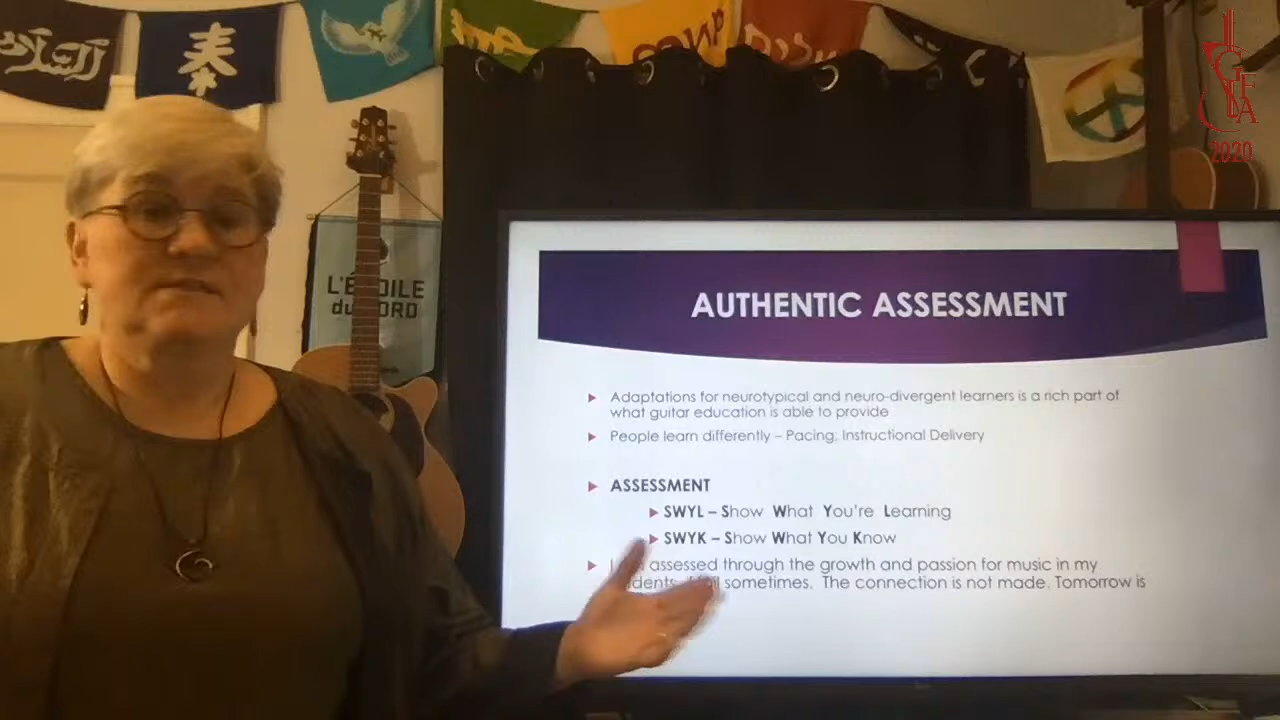 السلام
L'ÉTOILE
du NORD
GFA
2020
AUTHENTIC ASSESSMENT
Adaptations for neurotypical and neuro-divergent learners is a rich part of
what guitar education is able to provide
People learn differently – Pacing; Instructional Delivery
ASSESSMENT
SWYL – Show What You're Learning
SWYK – Show What You Know
assessed through the growth and passion for music in my
sometimes. The connection is not made. Tomorrow is